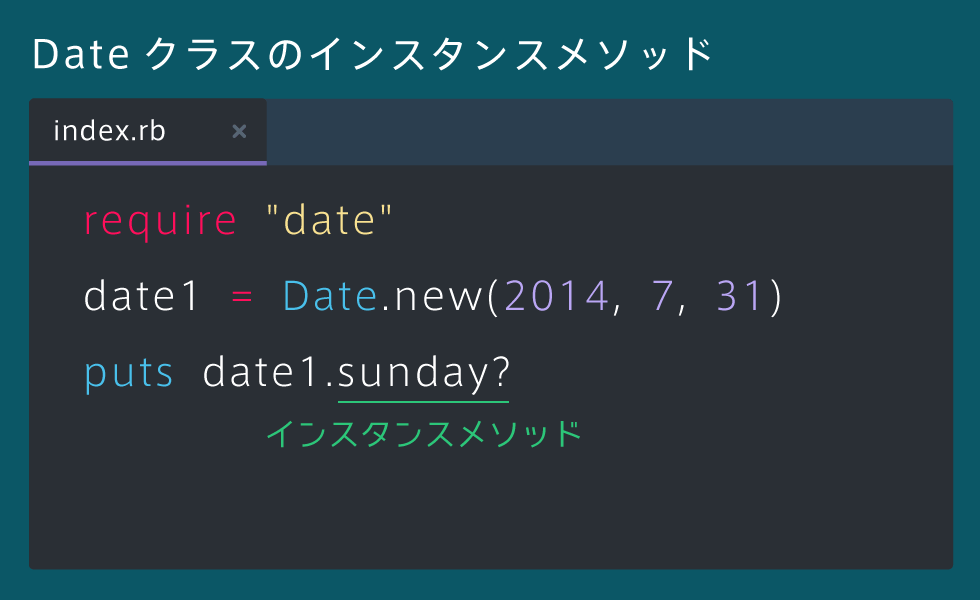 Date クラスのインスタンスメソッド
index.rb ×
require "date"
date1 = Date.new(2014, 7, 31)
puts date1.sunday?
インスタンスメソッド